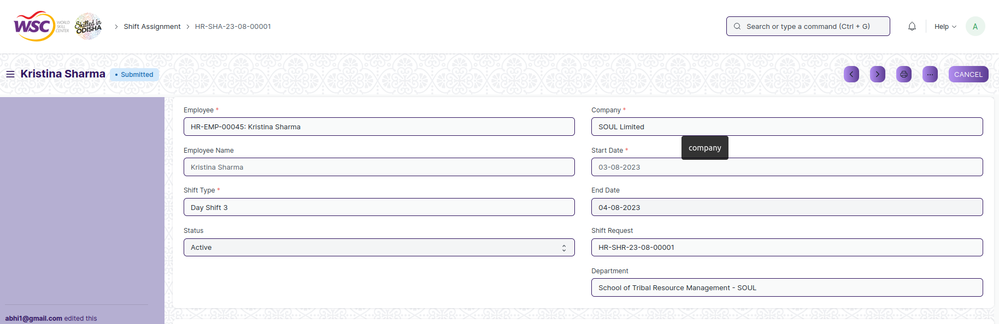 WSC WORLD SKILL CENTER Skilled in ODISHA > Shift Assignment > HR-SHA-23-08-00001 Search or type a command (Ctrl + G) Help A
Kristina Sharma • Submitted CANCEL
Employee * Company *
HR-EMP-00045: Kristina Sharma SOUL Limited
company
Employee Name Start Date *
Kristina Sharma 03-08-2023
Shift Type * End Date
Day Shift 3 04-08-2023
Status Shift Request
Active HR-SHR-23-08-00001
Department
School of Tribal Resource Management - SOUL
abhi1@gmail.com edited this